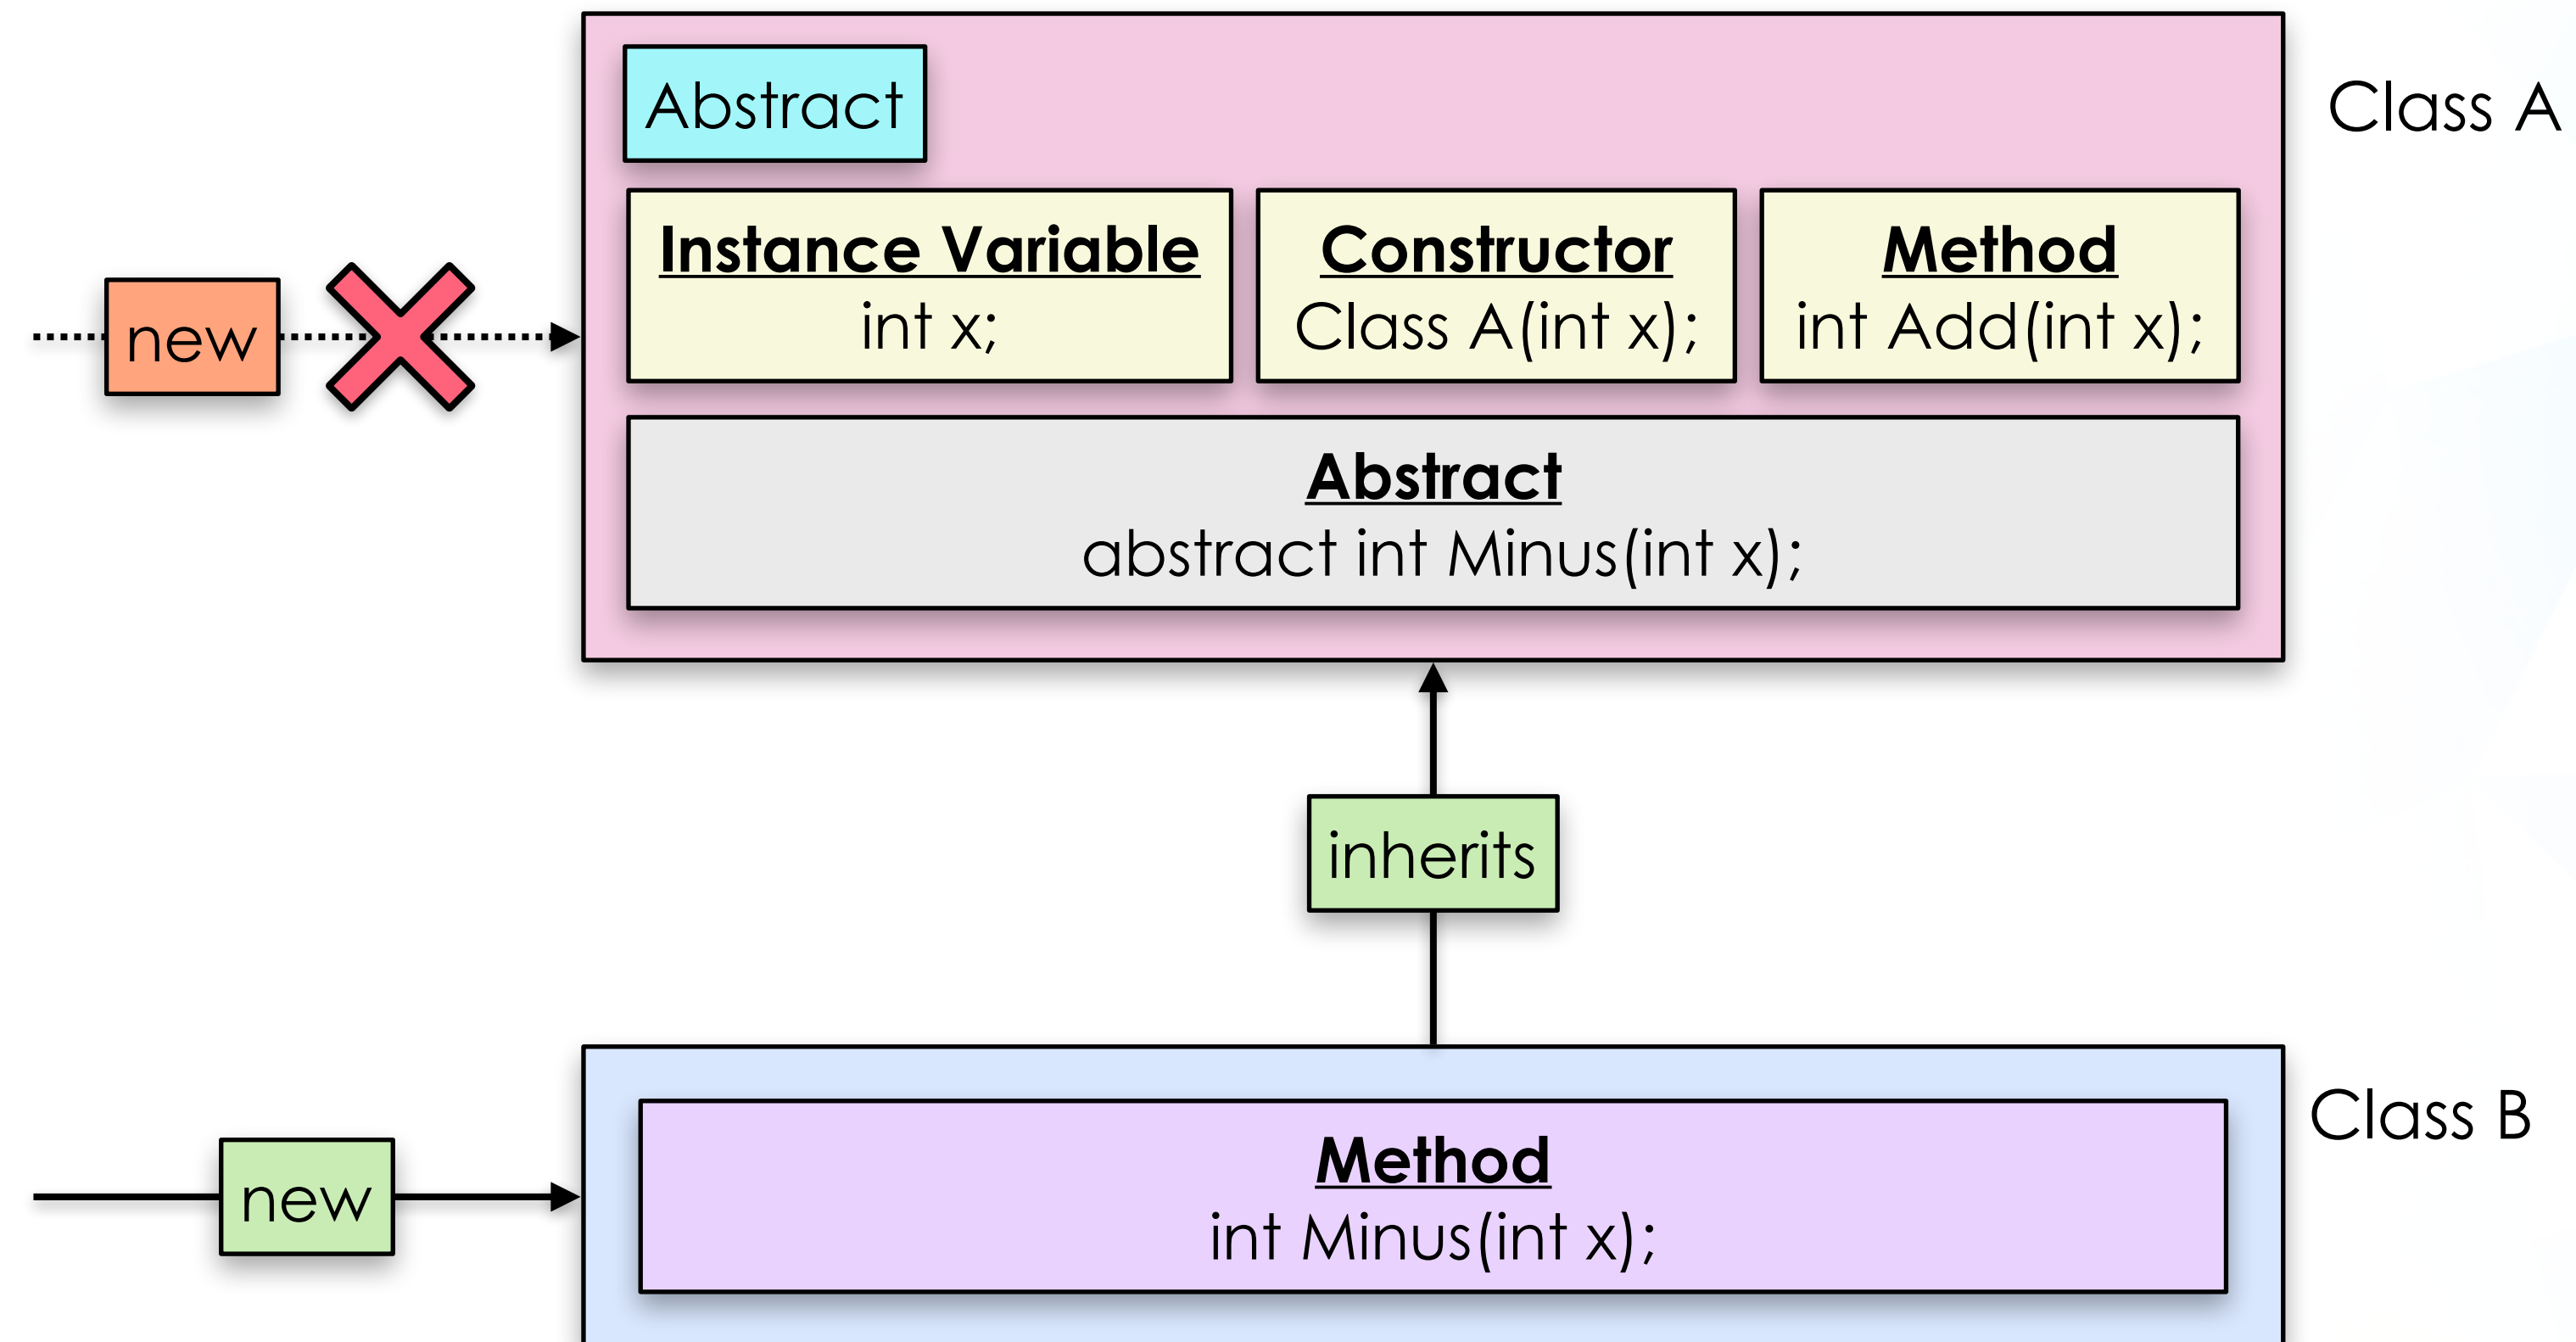 Abstract
Class A
Instance Variable
int x;
Constructor
Class A(int x);
Method
int Add(int x);
new
Abstract
abstract int Minus(int x);
inherits
Class B
Method
int Minus(int x);
new